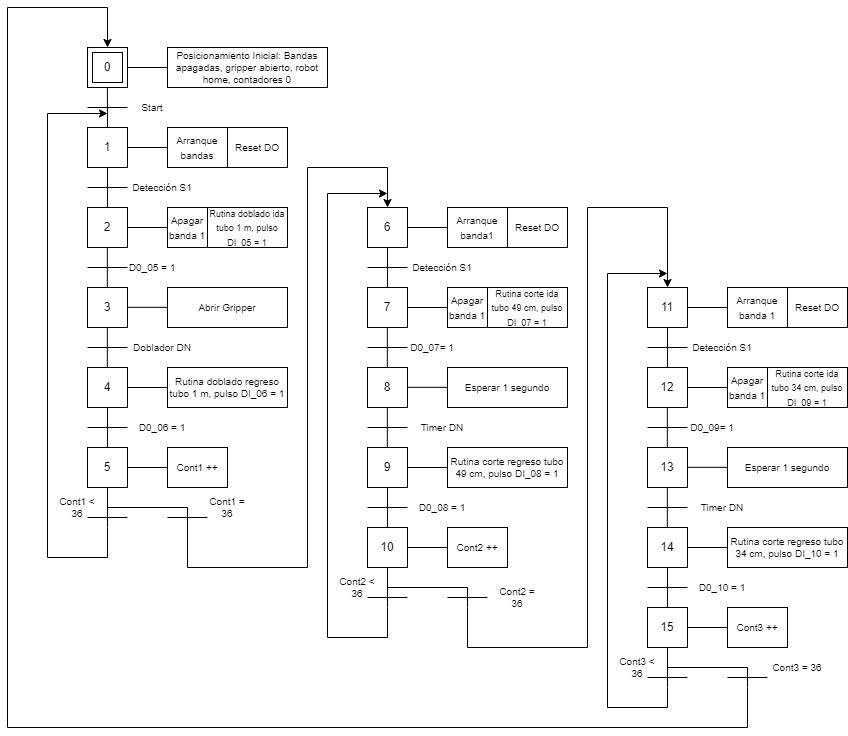 0
Posicionamiento Inicial: Bandas
apagadas, gripper abierto, robot
home, contadores 0
Start
1
Arranque
bandas
Reset DO
Detección S1
2
Apagar
banda 1
Rutina doblado ida
tubo 1 m, pulso
DI_05 = 1
D0_05 = 1
3
Abrir Gripper
Doblador DN
4
Rutina doblado regreso
tubo 1 m, pulso DI_06 = 1
D0_06 = 1
5
Cont1 ++
Cont1 <
36
Cont1 =
36
6
Arranque
banda1
Reset DO
Detección S1
7
Apagar
banda 1
Rutina corte ida
tubo 49 cm, pulso
DI_07 = 1
D0_07= 1
8
Esperar 1 segundo
Timer DN
9
Rutina corte regreso tubo
49 cm, pulso DI_08 = 1
D0_08 = 1
10
Cont2 ++
Cont2 <
36
Cont2 =
36
11
Arranque
banda 1
Reset DO
Detección S1
12
Apagar
banda 1
Rutina corte ida
tubo 34 cm, pulso
DI_09 = 1
D0_09= 1
13
Esperar 1 segundo
Timer DN
14
Rutina corte regreso tubo
34 cm, pulso DI_10 = 1
D0_10 = 1
15
Cont3 ++
Cont3 <
36
Cont3 = 36